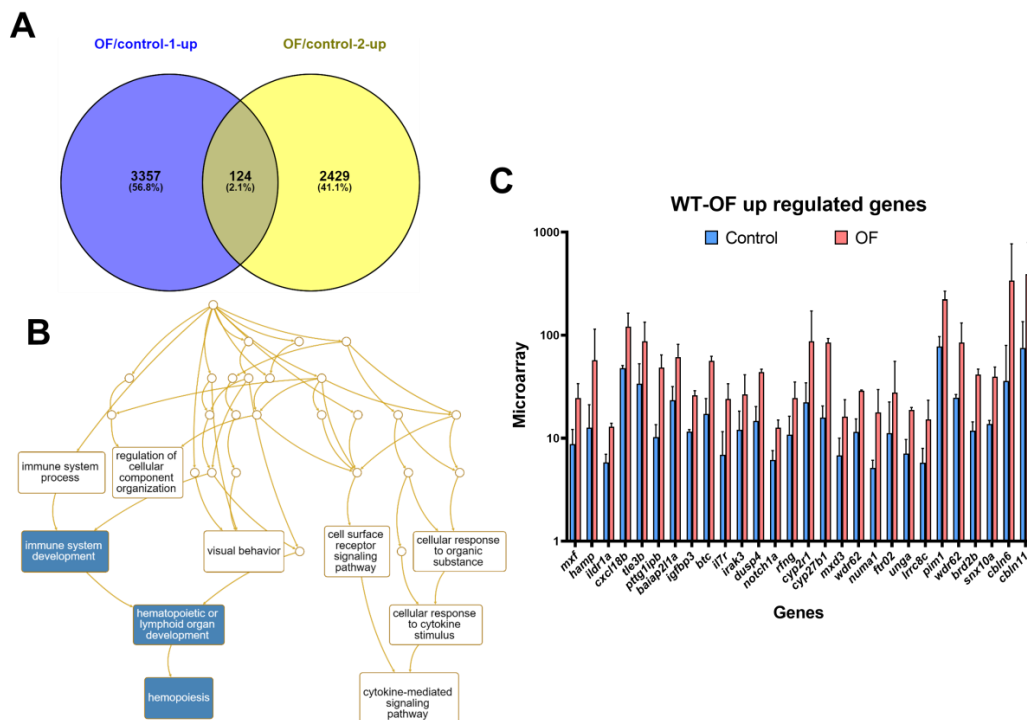 A
OF/control-1-up
OF/control-2-up
3357
(56.8%)
124
(2.1%)
2429
(41.1%)
B
immune system
process
regulation of
cellular
component
organization
immune system
development
visual behavior
cell surface
receptor
signaling
pathway
cellular response
to organic
substance
hematopoietic or
lymphoid organ
development
cellular response
to cytokine
stimulus
hemopoiesis
cytokine-mediated
signaling
pathway
C
WT-OF up regulated genes
Control
OF
Microarray
1000
100
10
1
mxf
hamp
ildr1a
cxcl18b
tle3b
pttg1ipb
baiap2l1a
igfbp3
btc
il7r
irak3
dusp4
notch1a
rfng
cyp2r1
cyp27b1
mxd3
wdr62
numa1
ftr02
unga
lrrc8c
pim1
wdr62
brd2b
snx10a
cbln6
cbln11
Genes